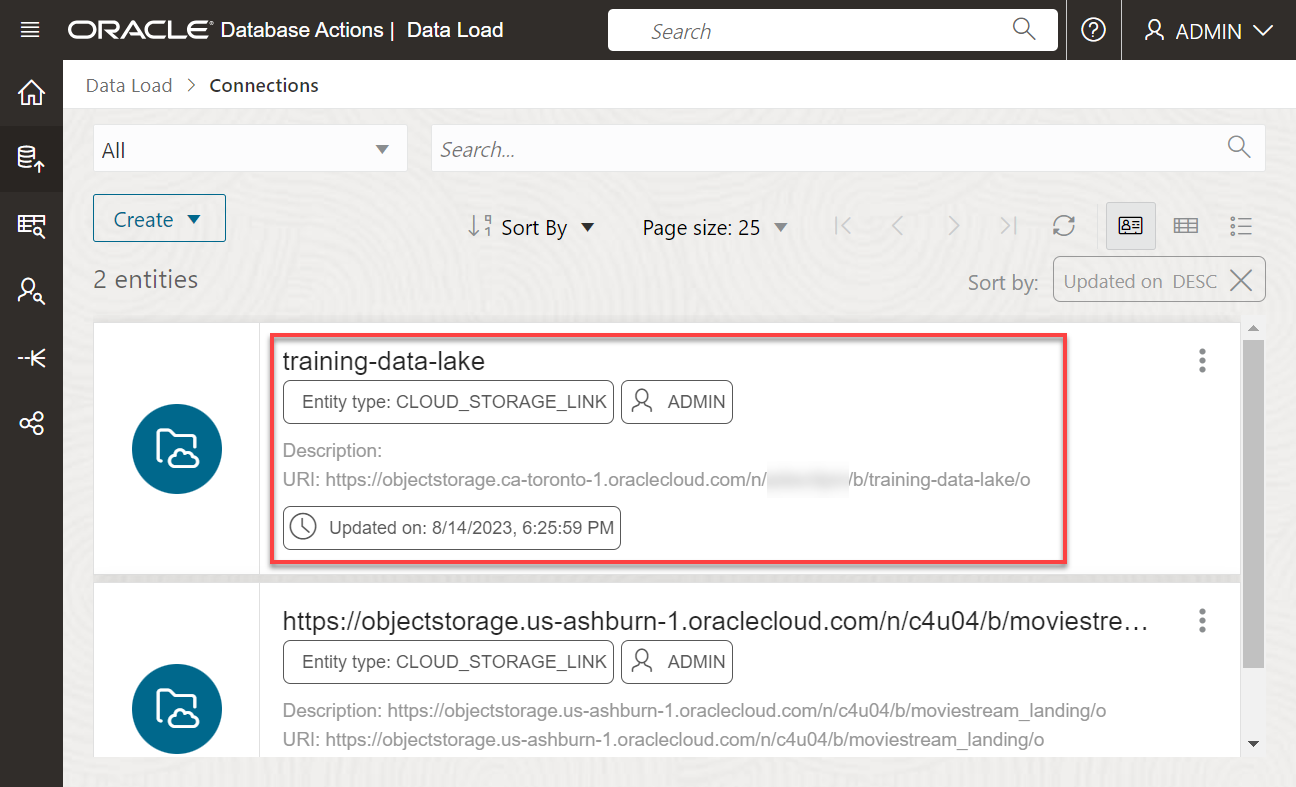 ORACLE Database Actions | Data Load
Search
ADMIN
Data Load > Connections
All
Search...
Create
Sort By
Page size: 25
2 entities
Sort by: Updated on DESC
training-data-lake
Entity type: CLOUD_STORAGE_LINK
ADMIN
Description:
URI: https://objectstorage.ca-toronto-1.oraclecloud.com/n/ /b/training-data-lake/o
Updated on: 8/14/2023, 6:25:59 PM
https://objectstorage.us-ashburn-1.oraclecloud.com/n/c4u04/b/moviestre...
Entity type: CLOUD_STORAGE_LINK
ADMIN
Description: https://objectstorage.us-ashburn-1.oraclecloud.com/n/c4u04/b/moviestream_landing/o
URI: https://objectstorage.us-ashburn-1.oraclecloud.com/n/c4u04/b/moviestream_landing/o